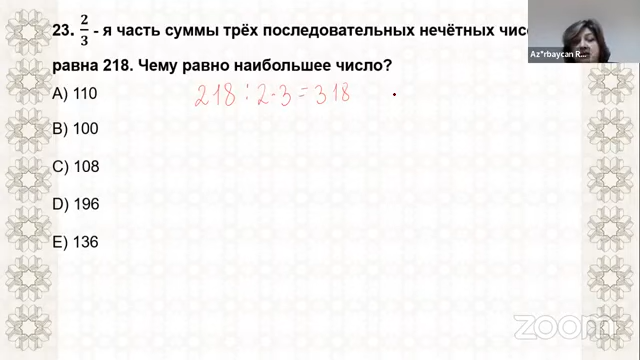 23. 2/3 - я часть суммы трёх последовательных нечётных
равна 218. Чему равно наибольшее число?
A) 110
218 : 2 · 3 = 318
B) 100
C) 108
D) 196
E) 136
Az*rbaycan R...
zoom